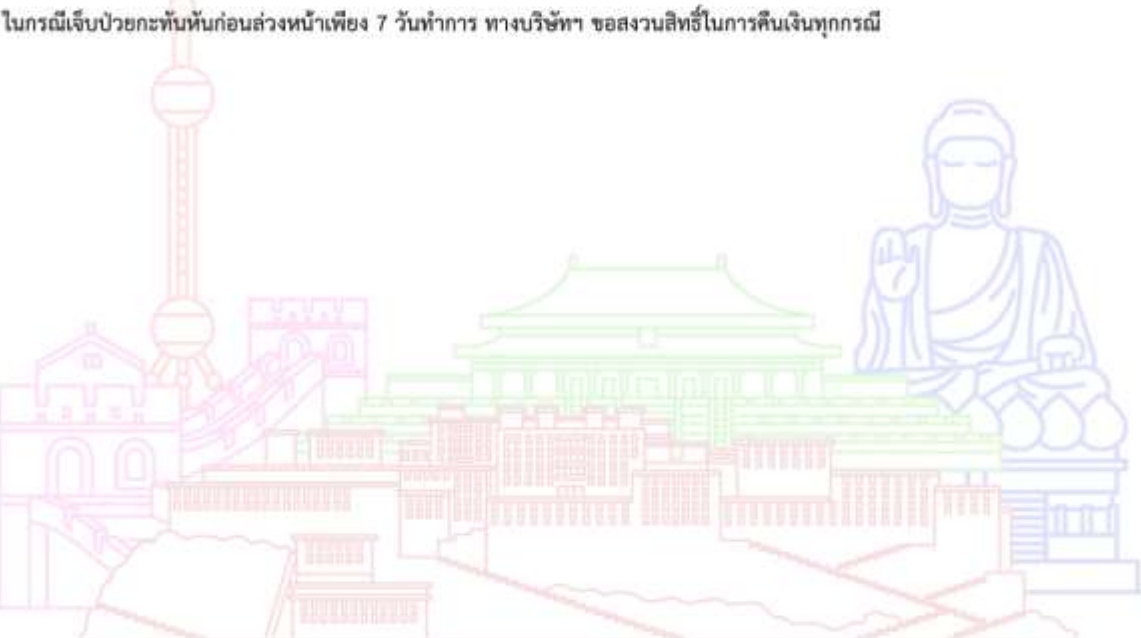 ในกรณีเจ็บป่วยกะทันหันก่อนล่วงหน้าเพียง 7 วันทำการ ทางบริษัทฯ ขอสงวนสิทธิ์ในการคืนเงินทุกกรณี